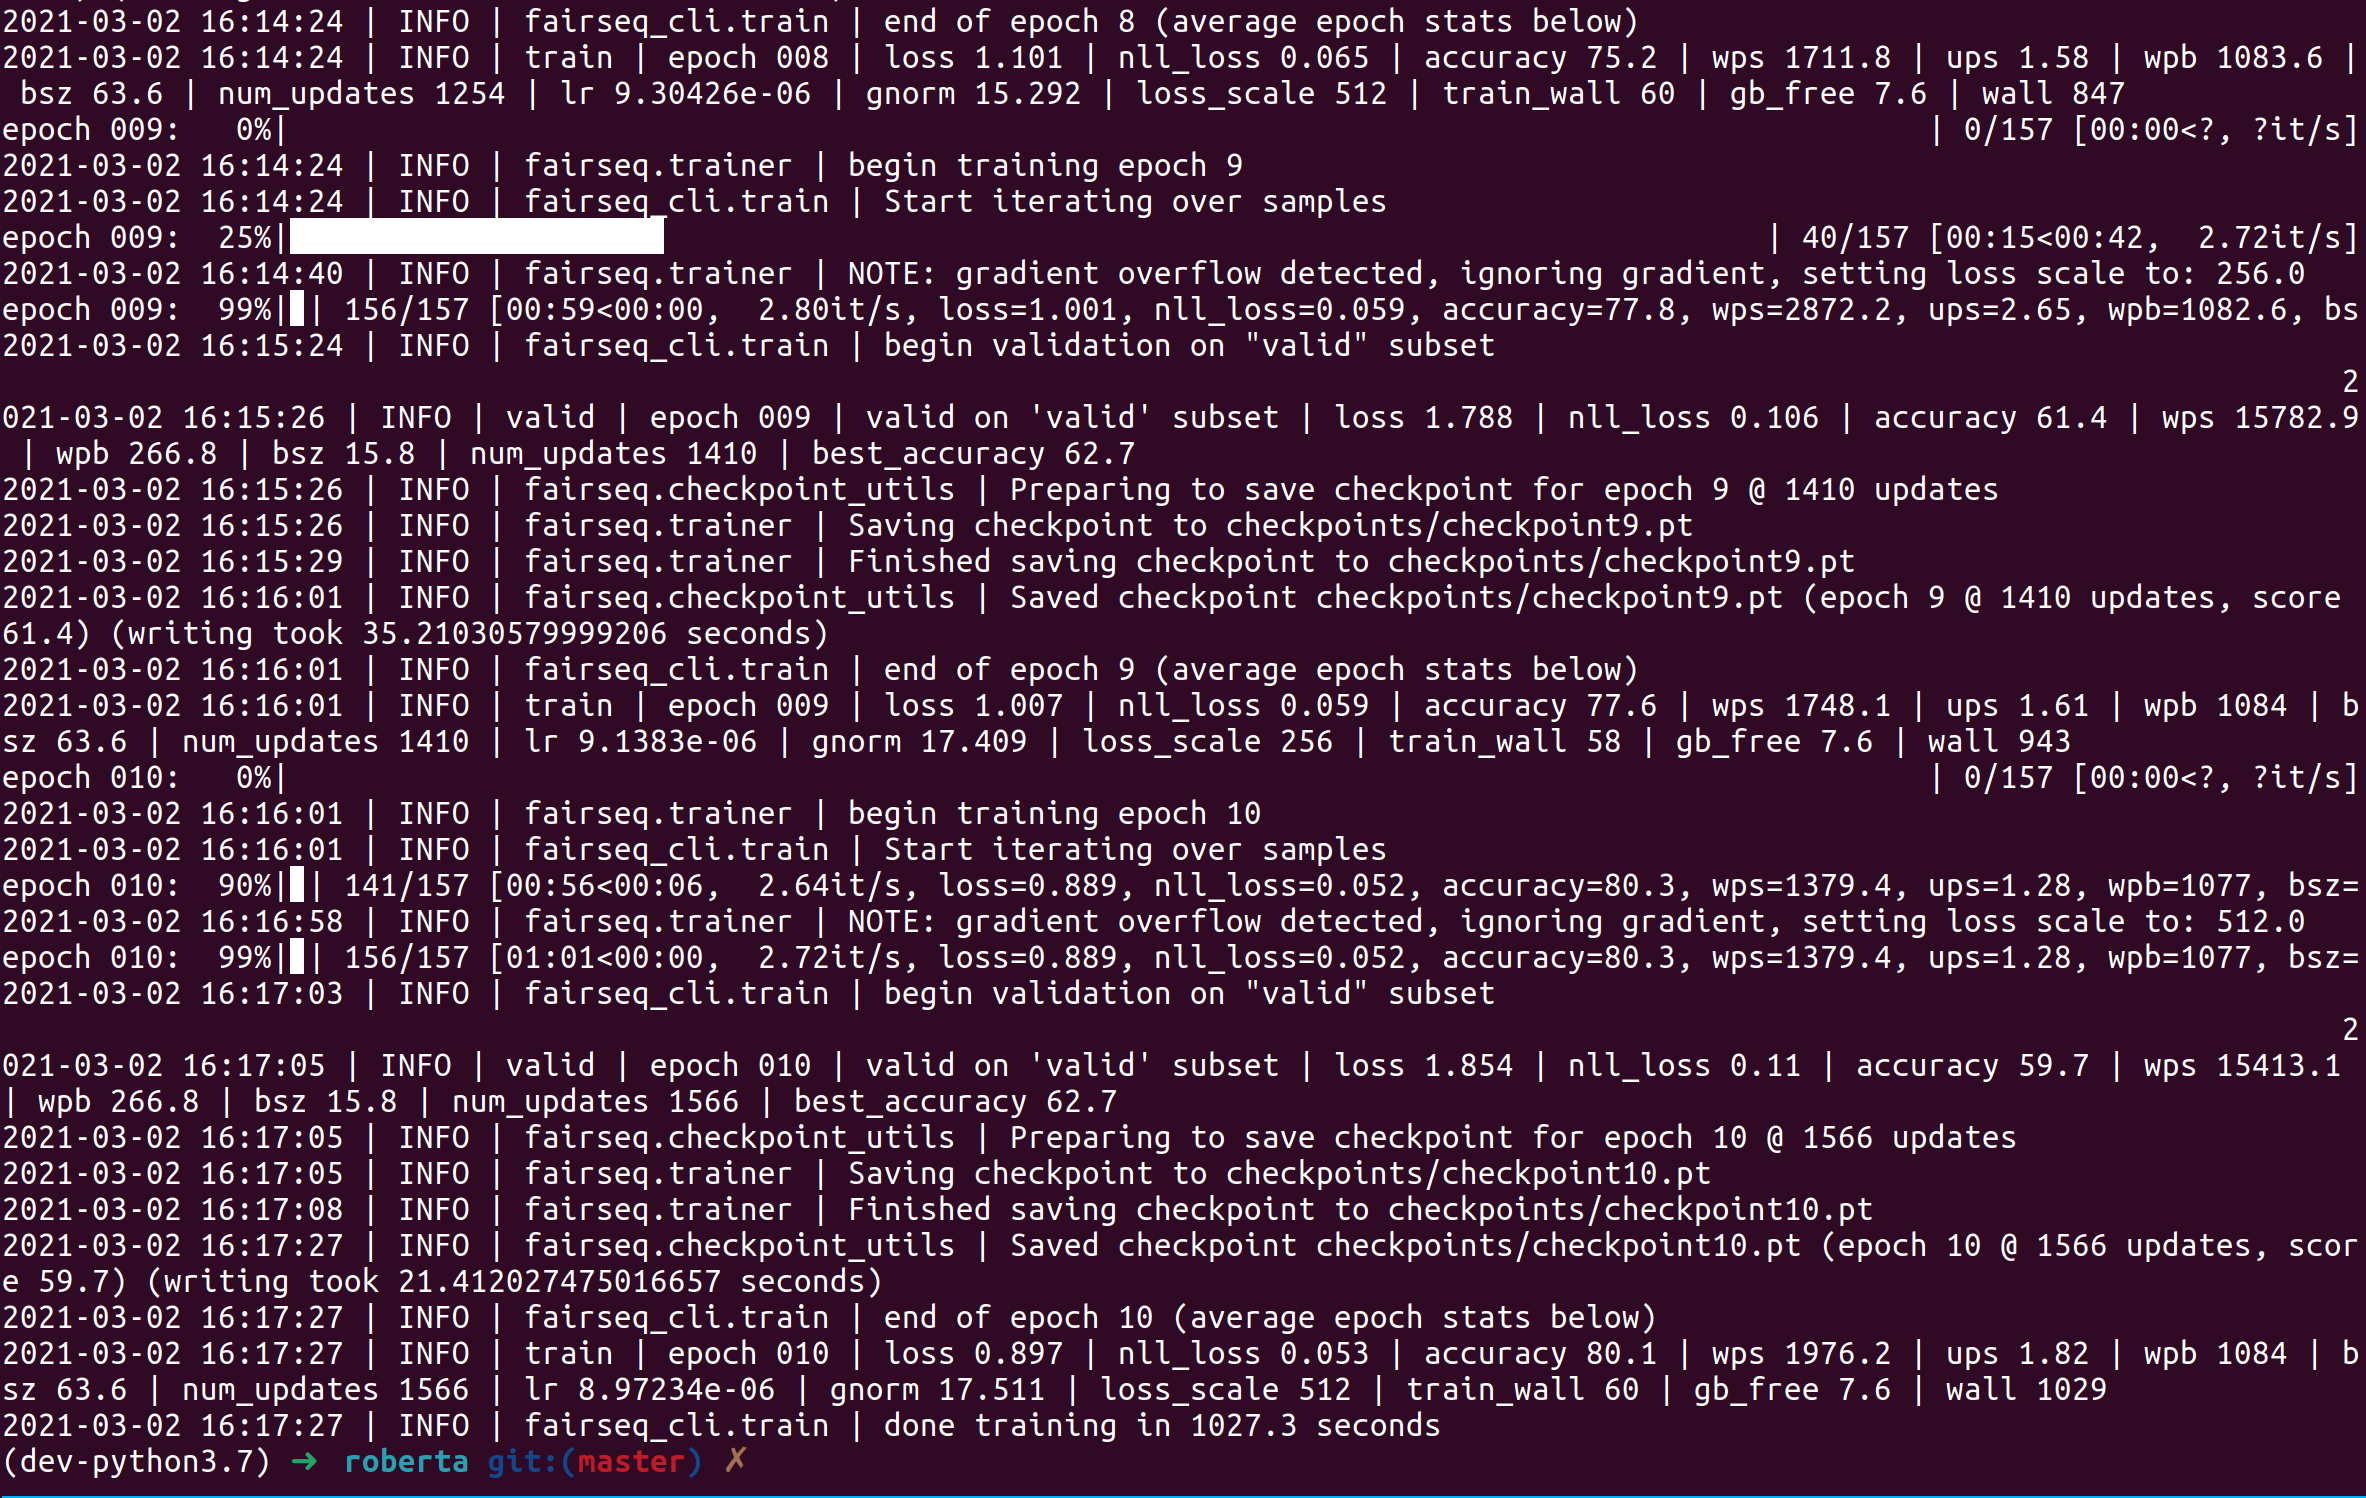 2021-03-02 16:14:24 | INFO | fairseq_cli.train | end of epoch 8 (average epoch stats below)
2021-03-02 16:14:24 | INFO | train | epoch 008 | loss 1.101 | nll_loss 0.065 | accuracy 75.2 | wps 1711.8 | ups 1.58 | wpb 1083.6 |
 bsz 63.6 | num_updates 1254 | lr 9.30426e-06 | gnorm 15.292 | loss_scale 512 | train_wall 60 | gb_free 7.6 | wall 847
epoch 009:   0%| | 0/157 [00:00<?, ?it/s]
2021-03-02 16:14:24 | INFO | fairseq.trainer | begin training epoch 9
2021-03-02 16:14:24 | INFO | fairseq_cli.train | Start iterating over samples
epoch 009:  25%| | 40/157 [00:15<00:42,  2.72it/s]
2021-03-02 16:14:40 | INFO | fairseq.trainer | NOTE: gradient overflow detected, ignoring gradient, setting loss scale to: 256.0
epoch 009:  99%| | 156/157 [00:59<00:00,  2.80it/s, loss=1.001, nll_loss=0.059, accuracy=77.8, wps=2872.2, ups=2.65, wpb=1082.6, bs
2021-03-02 16:15:24 | INFO | fairseq_cli.train | begin validation on "valid" subset
2
021-03-02 16:15:26 | INFO | valid | epoch 009 | valid on 'valid' subset | loss 1.788 | nll_loss 0.106 | accuracy 61.4 | wps 15782.9
 | wpb 266.8 | bsz 15.8 | num_updates 1410 | best_accuracy 62.7
2021-03-02 16:15:26 | INFO | fairseq.checkpoint_utils | Preparing to save checkpoint for epoch 9 @ 1410 updates
2021-03-02 16:15:26 | INFO | fairseq.trainer | Saving checkpoint to checkpoints/checkpoint9.pt
2021-03-02 16:15:29 | INFO | fairseq.trainer | Finished saving checkpoint to checkpoints/checkpoint9.pt
2021-03-02 16:16:01 | INFO | fairseq.checkpoint_utils | Saved checkpoint checkpoints/checkpoint9.pt (epoch 9 @ 1410 updates, score
61.4) (writing took 35.21030579999206 seconds)
2021-03-02 16:16:01 | INFO | fairseq_cli.train | end of epoch 9 (average epoch stats below)
2021-03-02 16:16:01 | INFO | train | epoch 009 | loss 1.007 | nll_loss 0.059 | accuracy 77.6 | wps 1748.1 | ups 1.61 | wpb 1084 | b
sz 63.6 | num_updates 1410 | lr 9.1383e-06 | gnorm 17.409 | loss_scale 256 | train_wall 58 | gb_free 7.6 | wall 943
epoch 010:   0%| | 0/157 [00:00<?, ?it/s]
2021-03-02 16:16:01 | INFO | fairseq.trainer | begin training epoch 10
2021-03-02 16:16:01 | INFO | fairseq_cli.train | Start iterating over samples
epoch 010:  90%| | 141/157 [00:56<00:06,  2.64it/s, loss=0.889, nll_loss=0.052, accuracy=80.3, wps=1379.4, ups=1.28, wpb=1077, bsz=
2021-03-02 16:16:58 | INFO | fairseq.trainer | NOTE: gradient overflow detected, ignoring gradient, setting loss scale to: 512.0
epoch 010:  99%| | 156/157 [01:01<00:00,  2.72it/s, loss=0.889, nll_loss=0.052, accuracy=80.3, wps=1379.4, ups=1.28, wpb=1077, bsz=
2021-03-02 16:17:03 | INFO | fairseq_cli.train | begin validation on "valid" subset
2
021-03-02 16:17:05 | INFO | valid | epoch 010 | valid on 'valid' subset | loss 1.854 | nll_loss 0.11 | accuracy 59.7 | wps 15413.1
| wpb 266.8 | bsz 15.8 | num_updates 1566 | best_accuracy 62.7
2021-03-02 16:17:05 | INFO | fairseq.checkpoint_utils | Preparing to save checkpoint for epoch 10 @ 1566 updates
2021-03-02 16:17:05 | INFO | fairseq.trainer | Saving checkpoint to checkpoints/checkpoint10.pt
2021-03-02 16:17:08 | INFO | fairseq.trainer | Finished saving checkpoint to checkpoints/checkpoint10.pt
2021-03-02 16:17:27 | INFO | fairseq.checkpoint_utils | Saved checkpoint checkpoints/checkpoint10.pt (epoch 10 @ 1566 updates, scor
e 59.7) (writing took 21.412027475016657 seconds)
2021-03-02 16:17:27 | INFO | fairseq_cli.train | end of epoch 10 (average epoch stats below)
2021-03-02 16:17:27 | INFO | train | epoch 010 | loss 0.897 | nll_loss 0.053 | accuracy 80.1 | wps 1976.2 | ups 1.82 | wpb 1084 | b
sz 63.6 | num_updates 1566 | lr 8.97234e-06 | gnorm 17.511 | loss_scale 512 | train_wall 60 | gb_free 7.6 | wall 1029
2021-03-02 16:17:27 | INFO | fairseq_cli.train | done training in 1027.3 seconds
(dev-python3.7) ➜ roberta git:(master) ✗